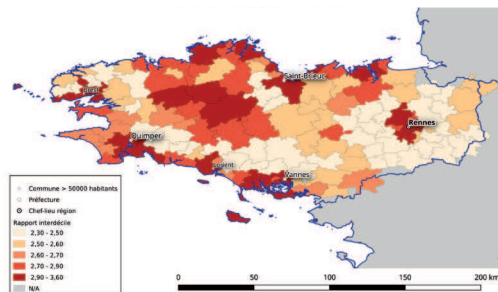 Brest
Saint-Brieuc
Rennes
Quimper
Lorient
Vannes
Commune > 50000 habitants
Préfecture
Chef-lieu région
Rapport interdécile
2,30 - 2,50
2,50 - 2,60
2,60 - 2,70
2,70 - 2,90
2,90 - 3,60
N/A
0 50 100 150 200 km